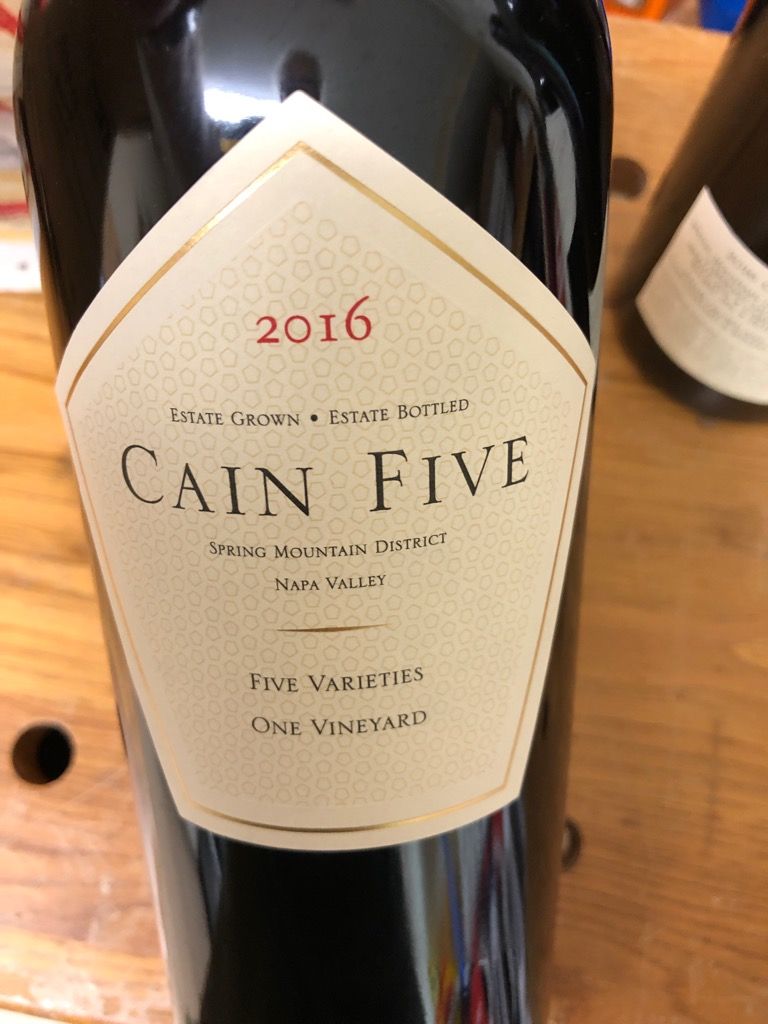 2016
ESTATE GROWN • ESTATE BOTTLED
CAIN FIVE
SPRING MOUNTAIN DISTRICT
NAPA VALLEY
FIVE VARIETIES
ONE VINEYARD